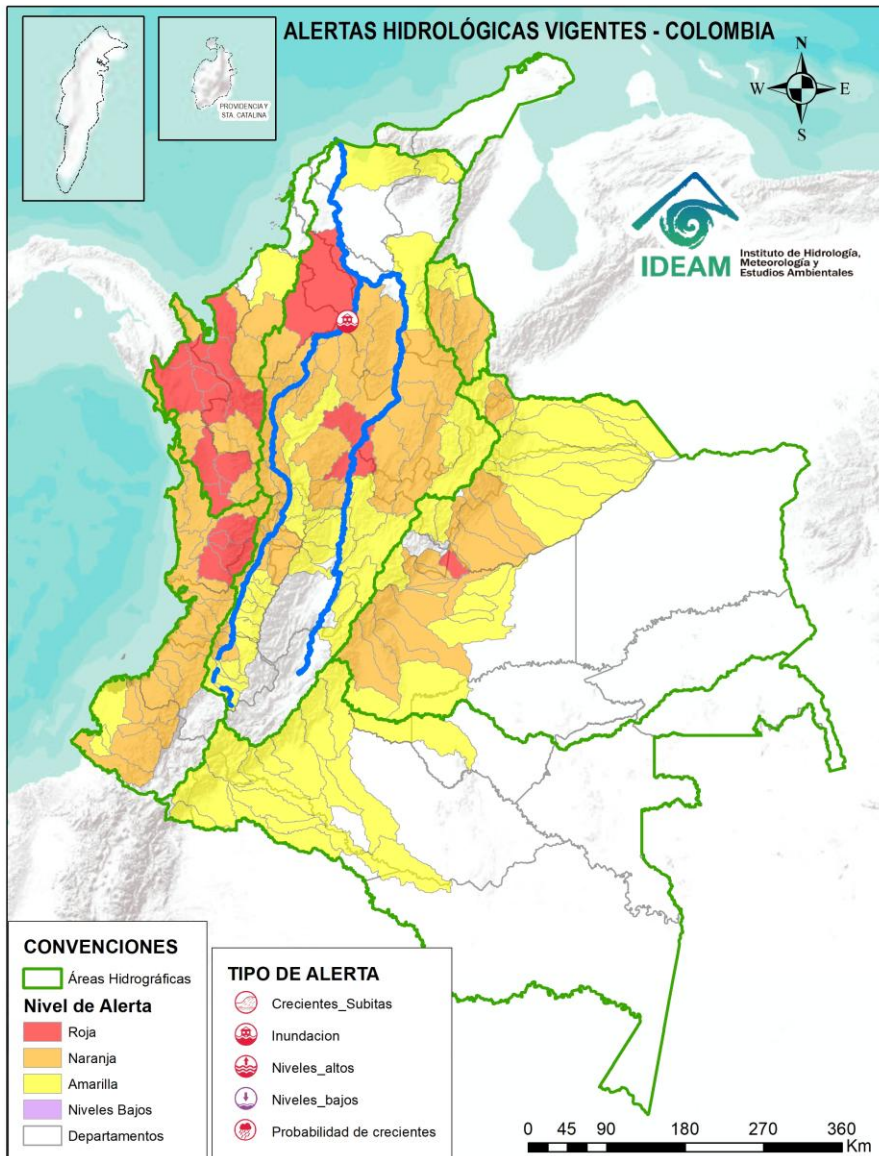 ALERTAS HIDROLÓGICAS VIGENTES - COLOMBIA
PROVIDENCIA Y
STA. CATALINA
N
W
E
S
IDEAM
Instituto de Hidrología,
Meteorología y
Estudios Ambientales
CONVENCIONES
Áreas Hidrográficas
Nivel de Alerta
Roja
Naranja
Amarilla
Niveles Bajos
Departamentos
TIPO DE ALERTA
Crecientes_Subitas
Inundacion
Niveles_altos
Niveles_bajos
Probabilidad de crecientes
0 45 90 180 270 360
Km